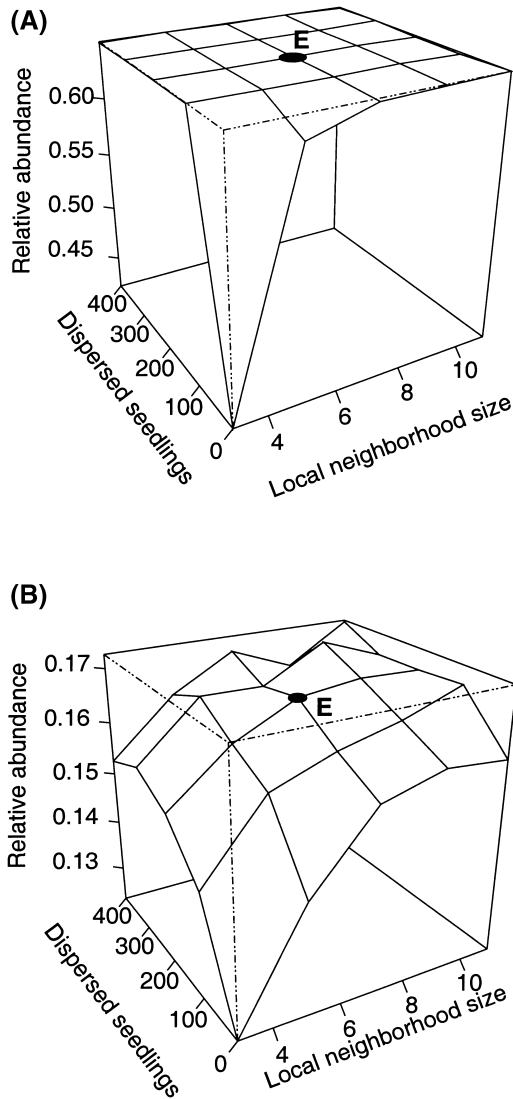 (A)
E
Relative abundance
0.60
0.55
0.50
0.45
400
300
200
100
0
Dispersed seedlings
4
6
8
10
Local neighborhood size
(B)
E
Relative abundance
0.17
0.16
0.15
0.14
0.13
400
300
200
100
0
Dispersed seedlings
4
6
8
10
Local neighborhood size